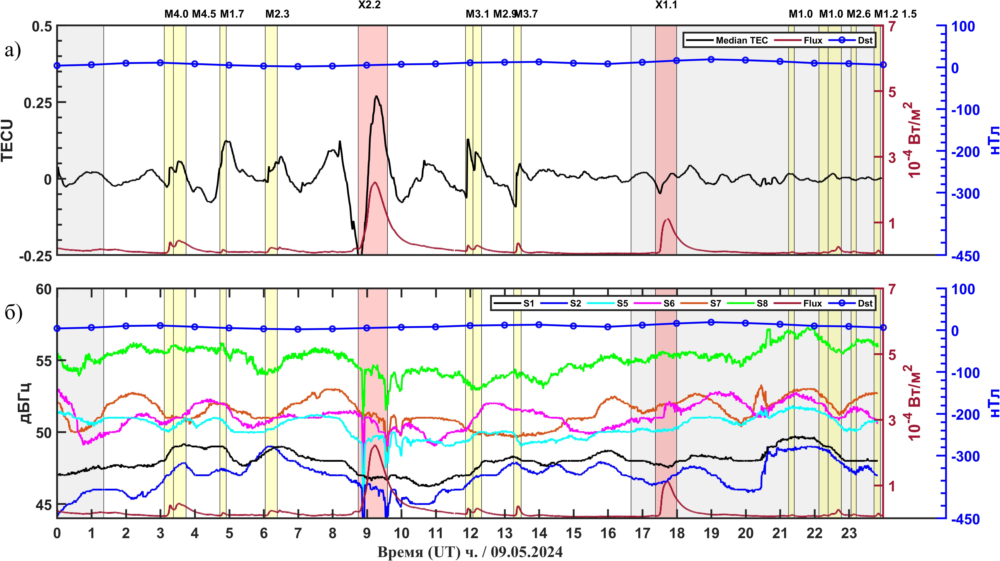 X2.2 X1.1
M4.0 M4.5 M1.7 M2.3 M3.1 M2.9 M3.7 M1.0 M1.0 M2.6 M1.2 1.5
а)
0.5
0.25
0
-0.25
TECU
Median TEC Flux Dst
7
5
3
1
10-4 Вт/м2
100
0
-100
-200
-300
-450
нТл
б)
60
55
50
45
дБГц
S1 S2 S5 S6 S7 S8 Flux Dst
7
5
3
1
10-4 Вт/м2
100
0
-100
-200
-300
-450
нТл
0 1 2 3 4 5 6 7 8 9 10 11 12 13 14 15 16 17 18 19 20 21 22 23
Время (UT) ч. / 09.05.2024